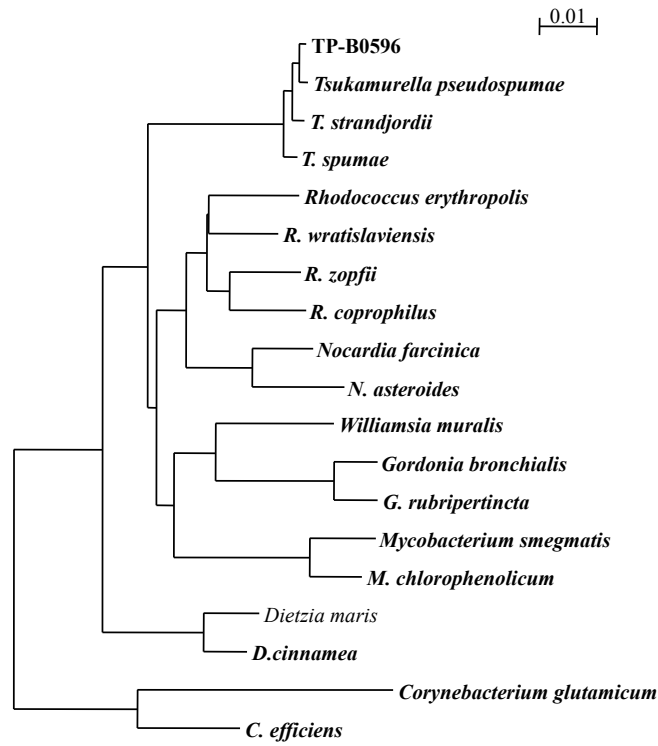 0.01
TP-B0596
Tsukamurella pseudospumae
T. strandjordii
T. spumae
Rhodococcus erythropolis
R. wratislaviensis
R. zopfii
R. coprophilus
Nocardia farcinica
N. asteroides
Williamsia muralis
Gordonia bronchialis
G. rubripertincta
Mycobacterium smegmatis
M. chlorophenolicum
Dietzia maris
D.cinnamea
Corynebacterium glutamicum
C. efficiens